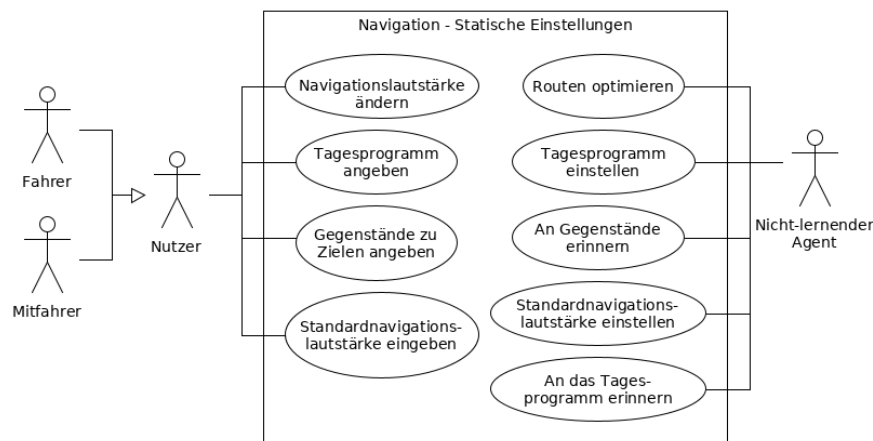 Navigation - Statische Einstellungen
Navigationslautstärke
ändern
Routen optimieren
Fahrer
Tagesprogramm
angeben
Tagesprogramm
einstellen
Nutzer
Nicht-lernender
Agent
Gegenstände zu
Zielen angeben
An Gegenstände
erinnern
Mitfahrer
Standardnavigations-
lautstärke eingeben
Standardnavigations-
lautstärke einstellen
An das Tages-
programm erinnern